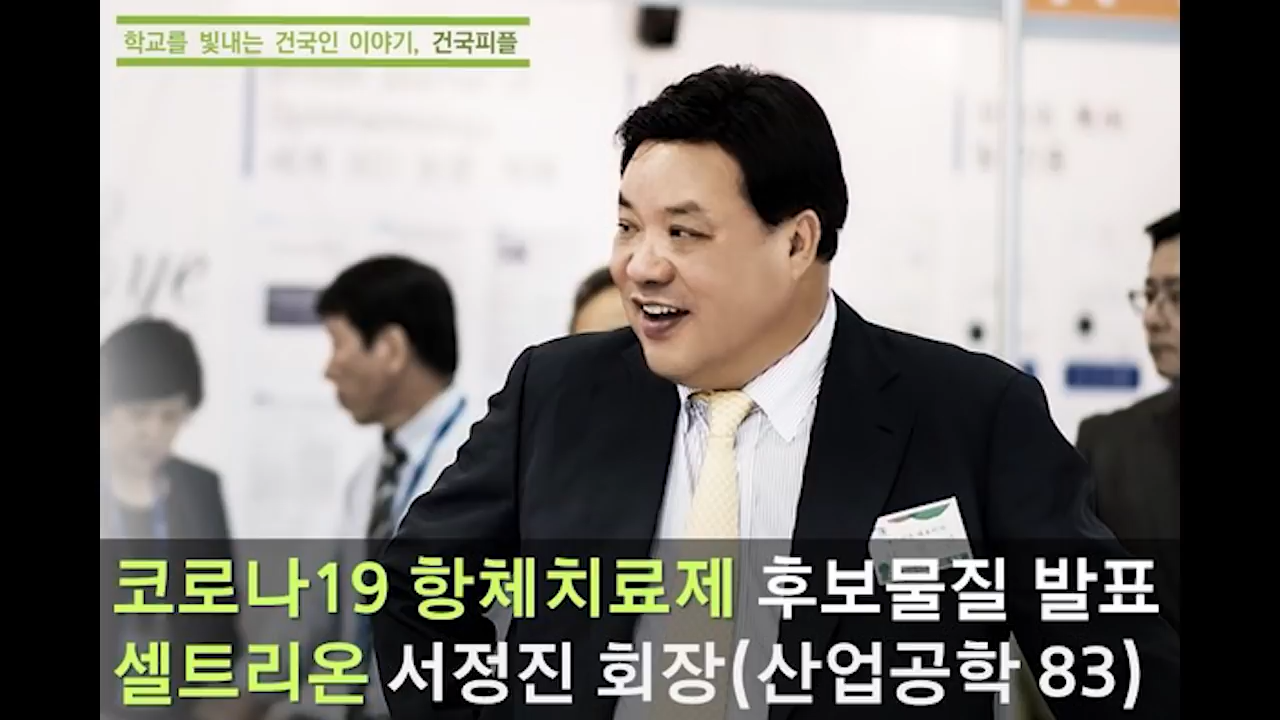 학교를 빛내는 건국인 이야기, 건국피플
코로나19 항체치료제 후보물질 발표
셀트리온 서정진 회장(산업공학 83)